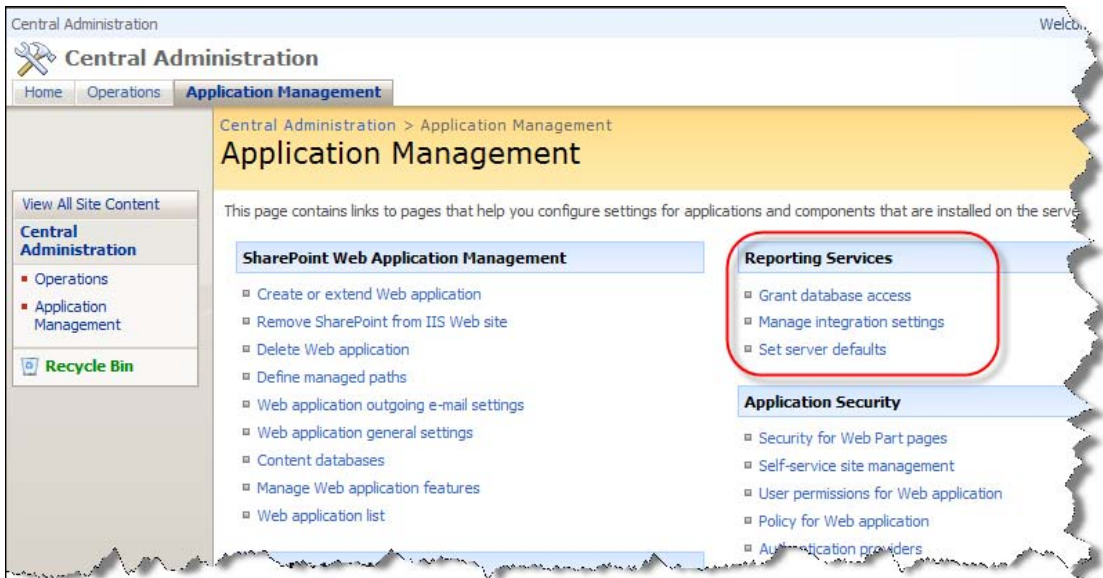 Central Administration
Central Administration
Home Operations Application Management
Central Administration > Application Management
Application Management
View All Site Content
Central
Administration
Operations
Application
Management
Recycle Bin
This page contains links to pages that help you configure settings for applications and components that are installed on the
SharePoint Web Application Management
Create or extend Web application
Remove SharePoint from IIS Web site
Delete Web application
Define managed paths
Web application outgoing e-mail settings
Web application general settings
Content databases
Manage Web application features
Web application list
Reporting Services
Grant database access
Manage integration settings
Set server defaults
Application Security
Security for Web Part pages
Self-service site management
User permissions for Web application
Policy for Web application
Authentication providers